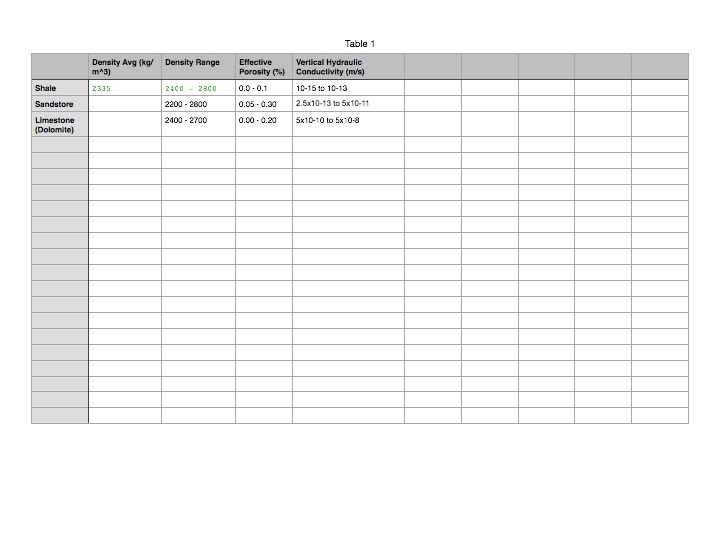 Table 1
Density Avg (kg/ Density Range Effective Vertical Hydraulic
m^3) Porosity (%) Conductivity (m/s)
Shale 2335 2400 – 2800 0.0 - 0.1 10-15 to 10-13
Sandstore 2200 - 2800 0.05 - 0.30 2.5x10-13 to 5x10-11
Limestone 2400 - 2700 0.00 - 0.20 5x10-10 to 5x10-8
(Dolomite)